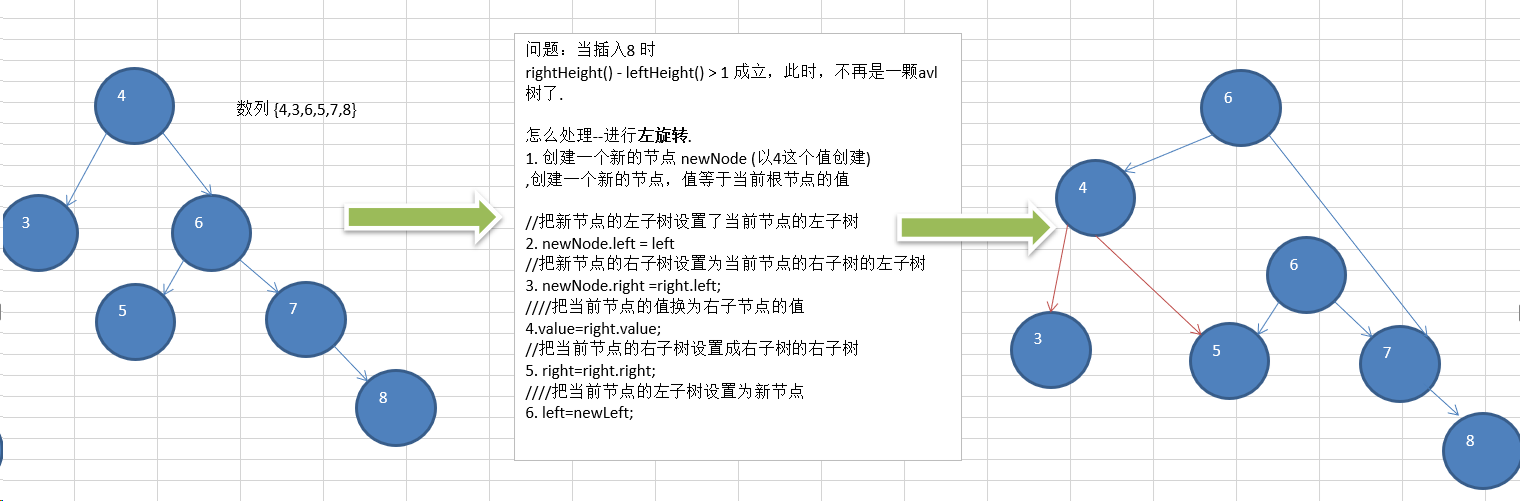 4
3
6
5
7
8
数列 {4,3,6,5,7,8}
问题：当插入8 时
rightHeight() - leftHeight() > 1 成立，此时，不再是一颗avl
树了.
怎么处理--进行左旋转.
1. 创建一个新的节点 newNode (以4这个值创建)
,创建一个新的节点，值等于当前根节点的值
//把新节点的左子树设置了当前节点的左子树
2. newNode.left = left
//把新节点的右子树设置为当前节点的右子树的左子树
3. newNode.right =right.left;
////把当前节点的值换为右子节点的值
4.value=right.value;
//把当前节点的右子树设置成右子树的右子树
5. right=right.right;
////把当前节点的左子树设置为新节点
6. left=newLeft;
6
4
6
3
5
7
8